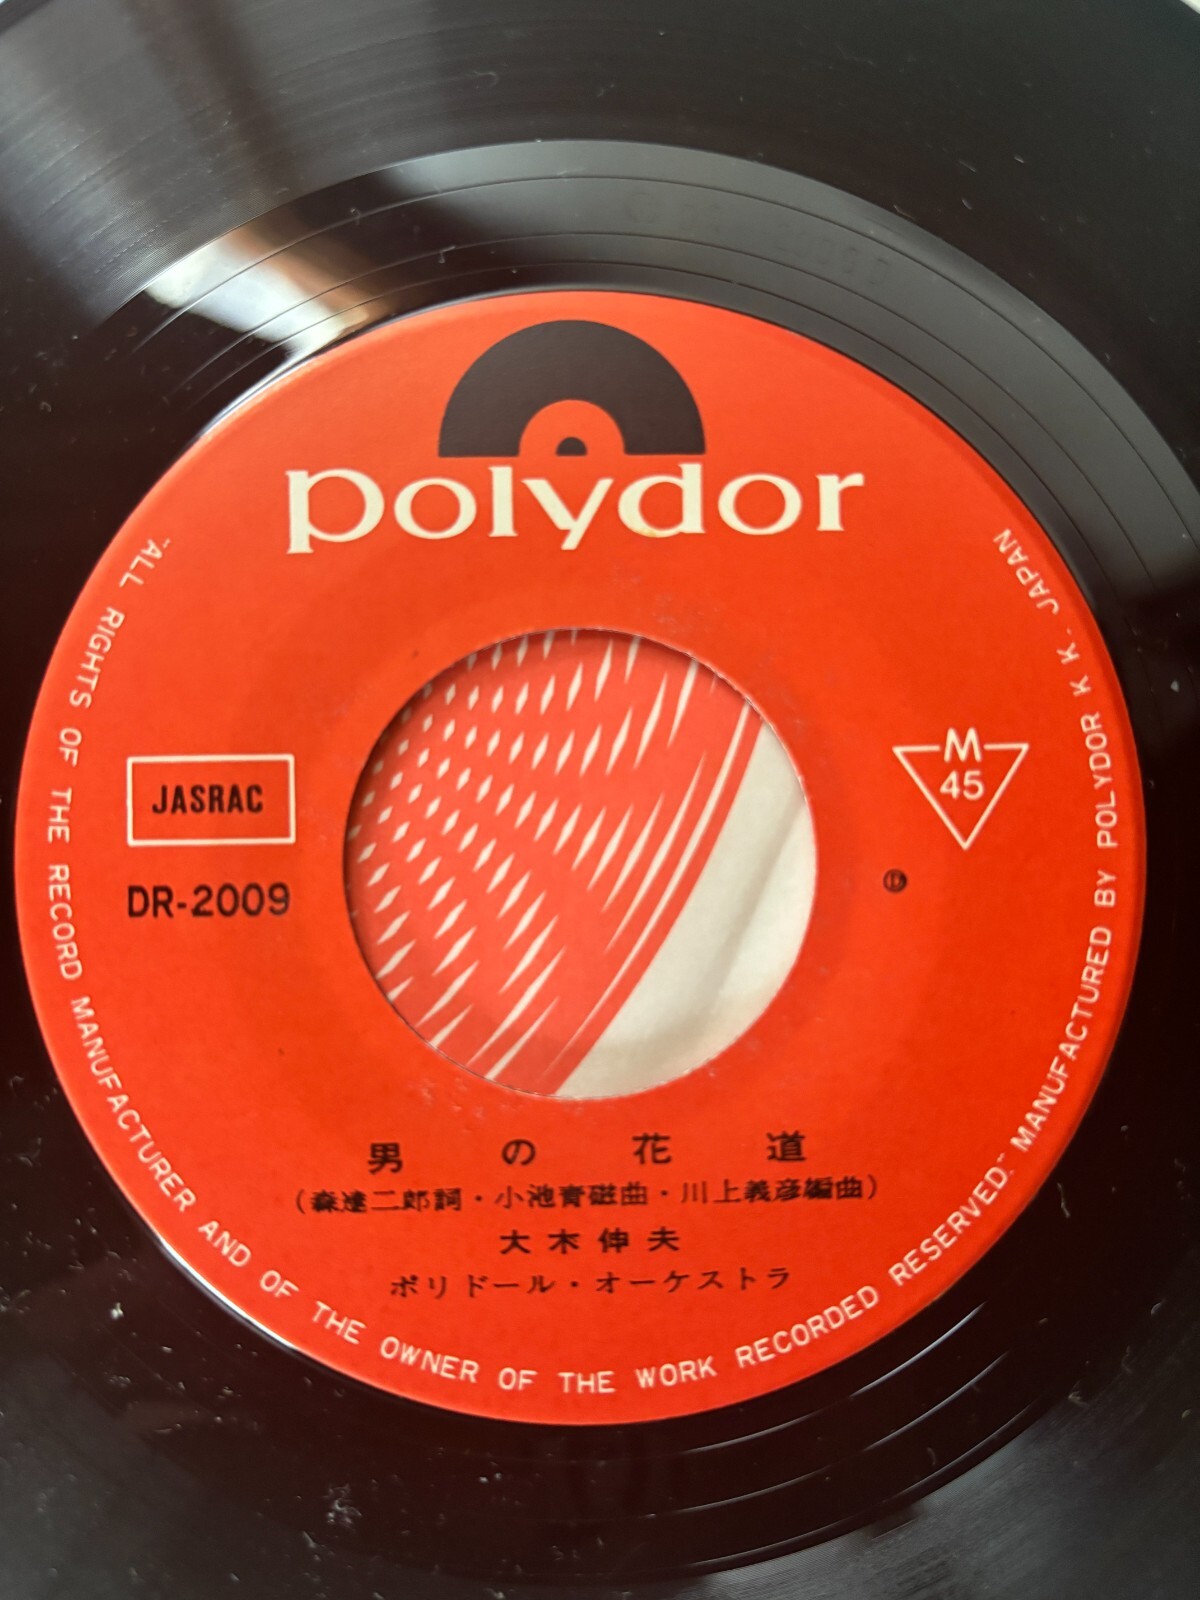 polydor
JASRAC
DR-2009
M
45
男の花道
(森達二郎詞・小池青磁曲・川上義彦編曲)
大木伸夫
ポリドール・オーケストラ
"ALL RIGHTS OF THE RECORD MANUFACTURER AND OF THE OWNER OF THE WORK RECORDED RESERVED." MANUFACTURED BY POLYDOR K K. JAPAN